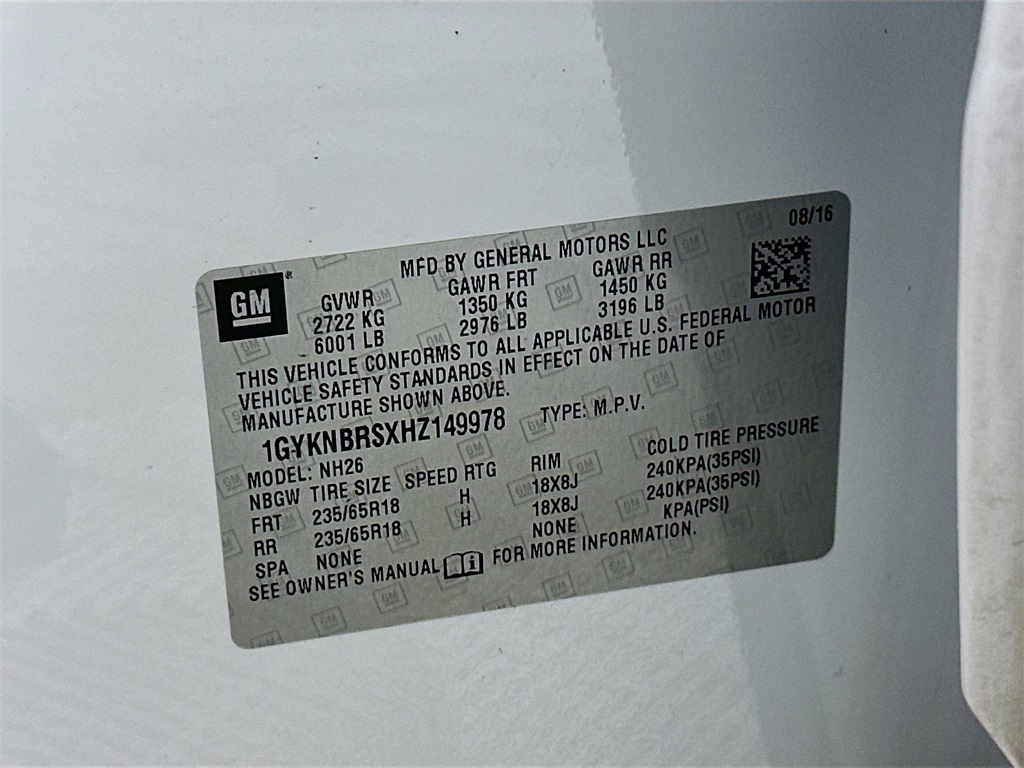 08/16
MFD BY GENERAL MOTORS LLC
GM
GVWR GAWR FRT GAWR RR
2722 KG 1350 KG 1450 KG
6001 LB 2976 LB 3196 LB
THIS VEHICLE CONFORMS TO ALL APPLICABLE U.S. FEDERAL MOTOR
VEHICLE SAFETY STANDARDS IN EFFECT ON THE DATE OF
MANUFACTURE SHOWN ABOVE.
1GYKNBRSXHZ149978 TYPE: M.P.V.
MODEL: NH26
NBGW TIRE SIZE SPEED RTG RIM COLD TIRE PRESSURE
FRT 235/65R18 H 18X8J 240KPA(35PSI)
RR 235/65R18 H 18X8J 240KPA(35PSI)
SPA NONE NONE KPA(PSI)
SEE OWNER'S MANUAL FOR MORE INFORMATION.